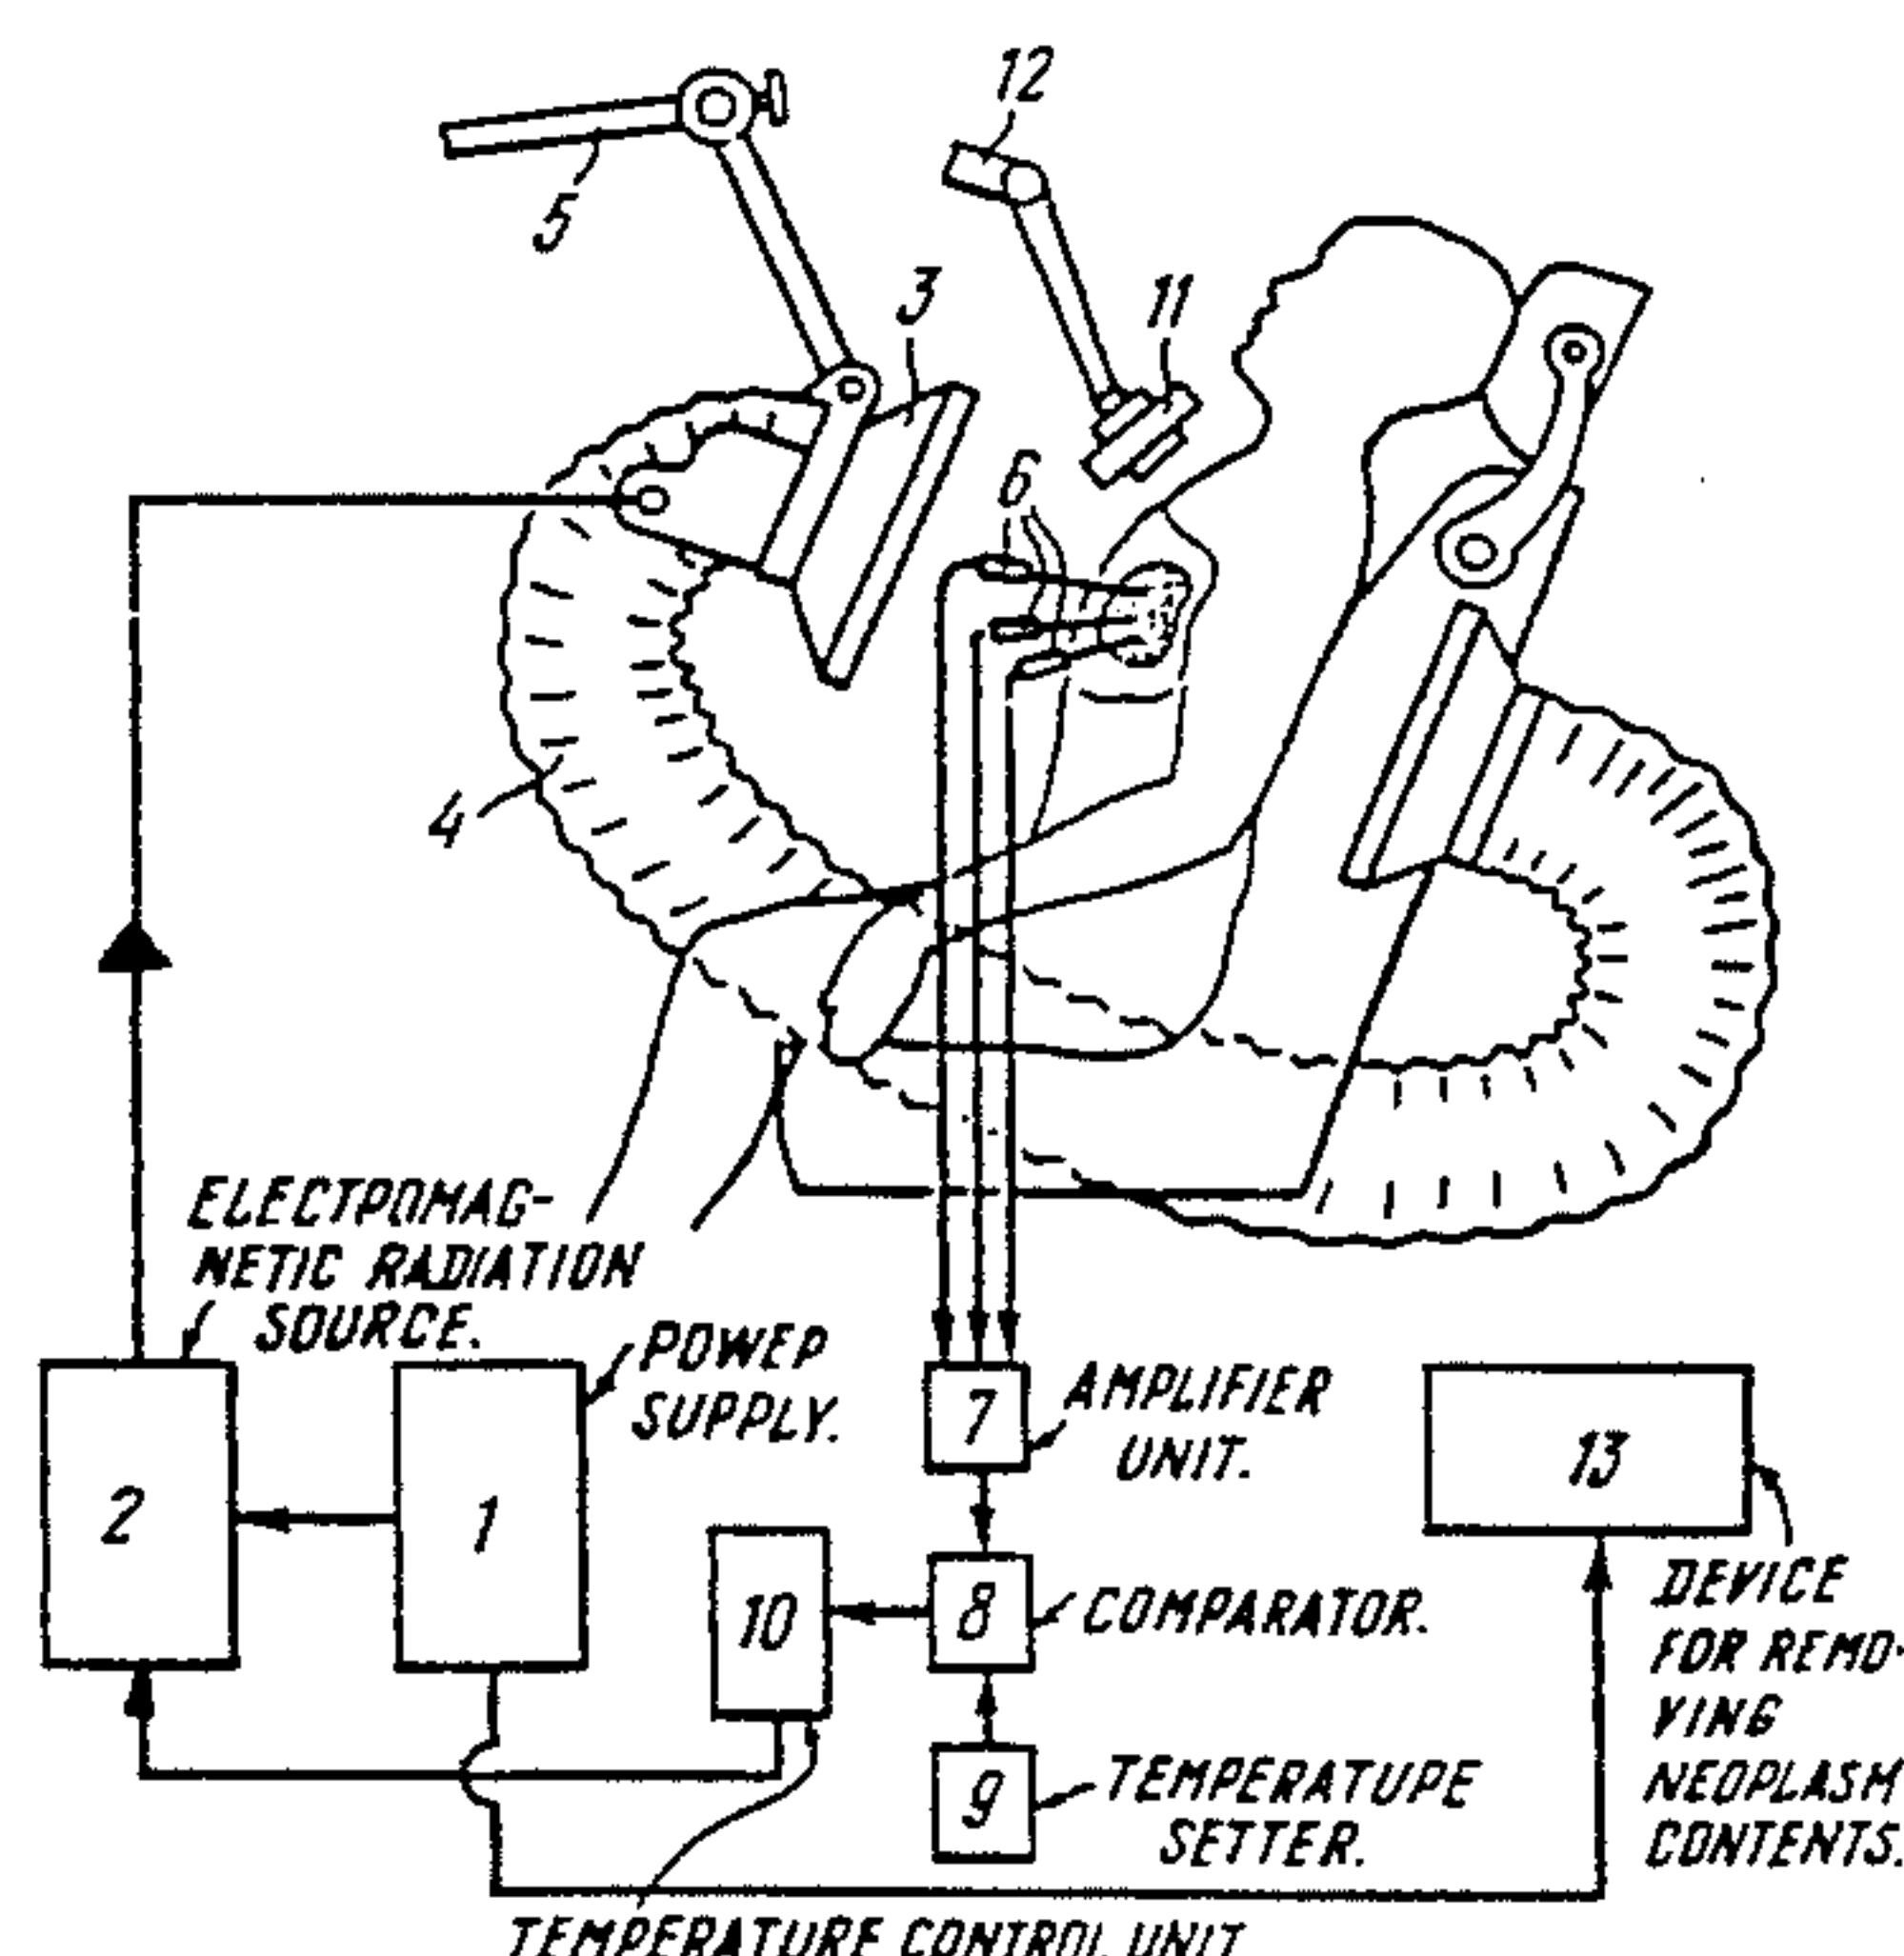 12
5
3
11
6
4
ELECTPOMAG-
NETIC RADIATION
SOURCE.
POWEP
SUPPLY.
AMPLIFIER
UNIT.
7
13
2
1
10
8
COMPARATOR.
DEVICE
FOR REMO-
VING
NEOPLASM
CONTENTS.
9
TEMPERATUPE
SETTER.
TEMPERATURE CONTROL UNIT